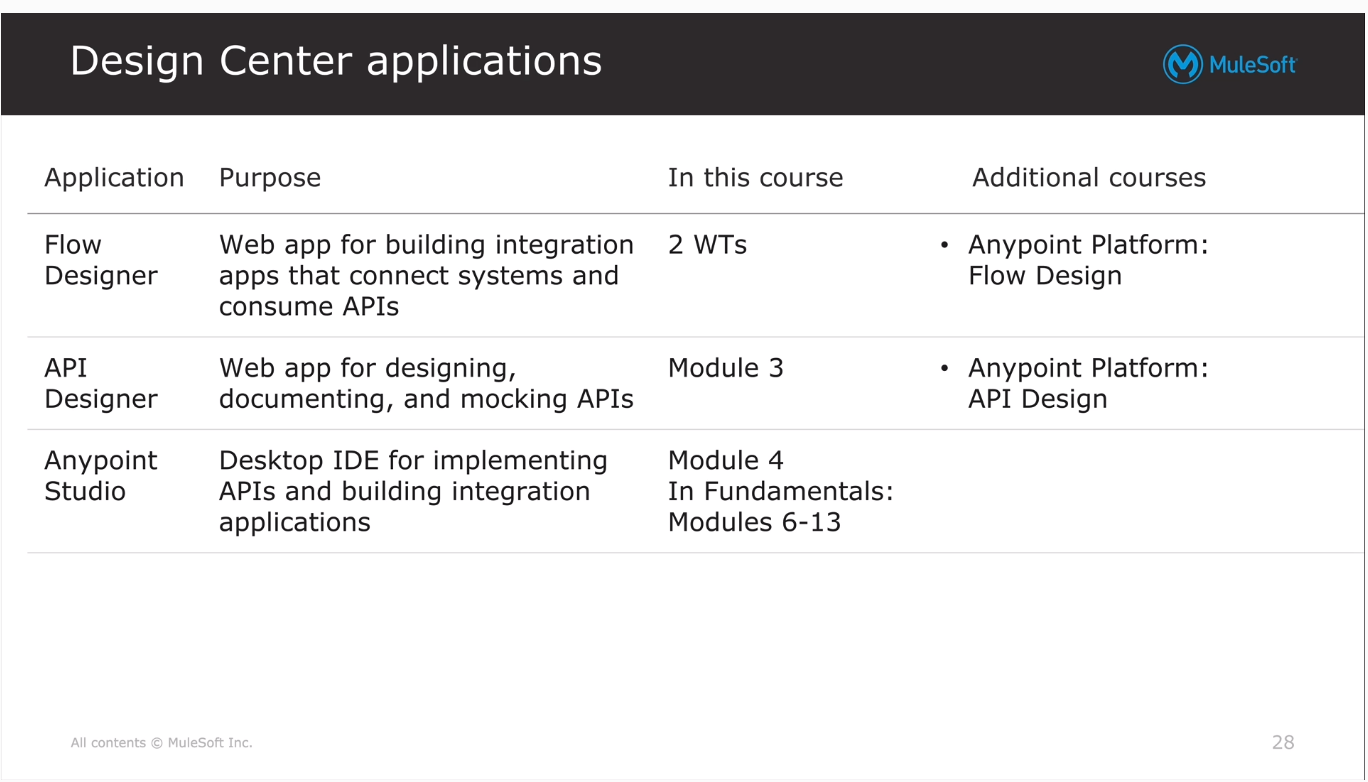 Design Center applications
MuleSoft
Application Purpose In this course Additional courses
Flow Designer
Web app for building integration
apps that connect systems and
consume APIs
2 WTs
• Anypoint Platform:
Flow Design
API
Designer
Web app for designing,
documenting, and mocking APIs
Module 3
• Anypoint Platform:
API Design
Anypoint
Studio
Desktop IDE for implementing
APIs and building integration
applications
Module 4
In Fundamentals:
Modules 6-13
All contents © MuleSoft Inc.
28